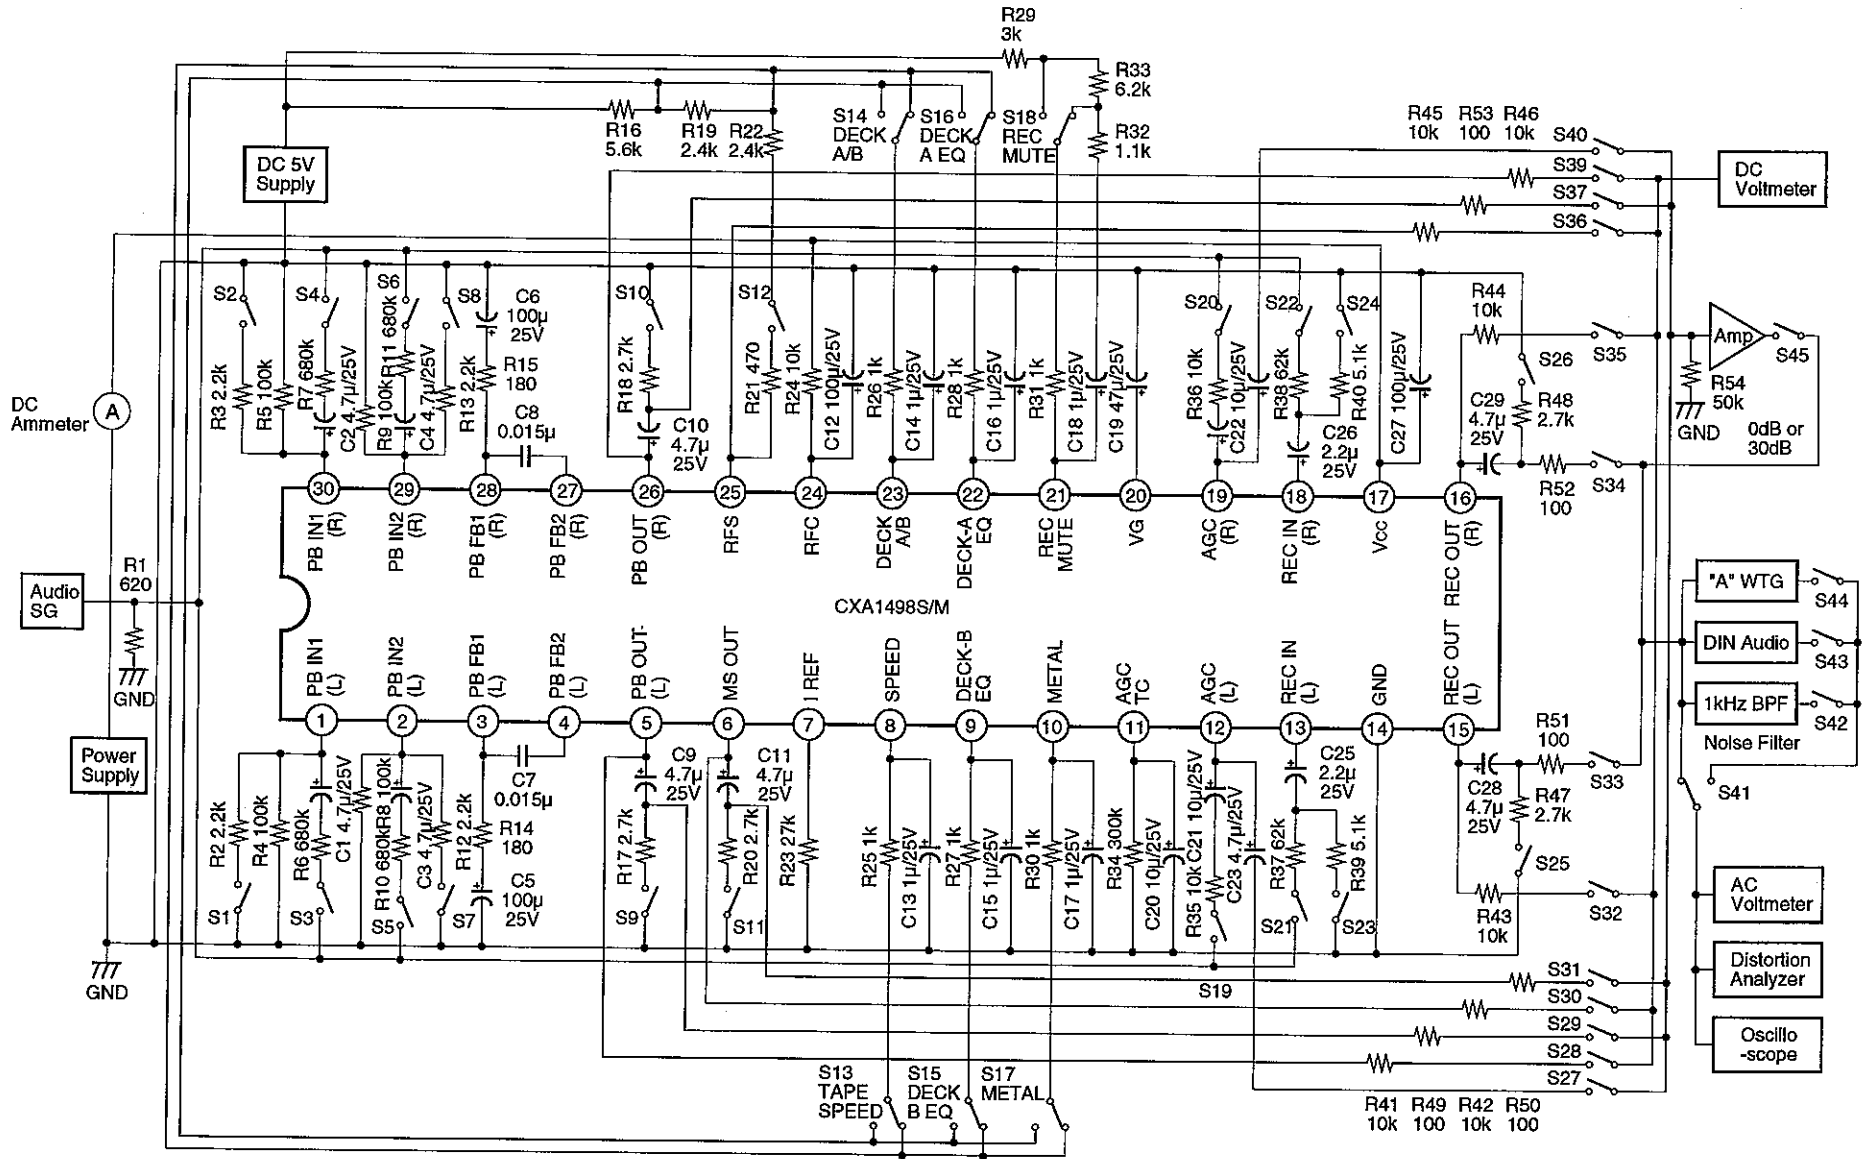 R29
3k
R33
6.2k
R16
5.6k
R19
2.4k
R22
2.4k
S14
DECK
A/B
S16
DECK
A EQ
S18
REC
MUTE
R32
1.1k
R45
10k
R53
100
R46
10k
S40
S39
S37
S36
DC
Voltmeter
DC 5V
Supply
S2
S4
S6
S8
C6
100μ
25V
S10
S12
S20
S22
S24
R44
10k
S26
S35
Amp
S45
R54
50k
GND
0dB or
30dB
R3 2.2k
R5 100k
R7 680k
C2 4.7μ/25V
R9 100k
R11 680k
C4 4.7μ/25V
R13 2.2k
R15
180
C8
0.015μ
R18 2.7k
C10
4.7μ
25V
R21 470
R24 10k
C12 100μ/25V
R26 1k
C14 1μ/25V
R28 1k
C16 1μ/25V
R31 1k
C18 1μ/25V
C19 47μ/25V
R36 10k
C22 10μ/25V
R38 62k
C26
2.2μ
25V
R40 5.1k
C27 100μ/25V
C29
4.7μ
25V
R48
2.7k
R52
100
S34
DC
Ammeter
A
30
29
28
27
26
25
24
23
22
21
20
19
18
17
16
PB IN1
(R)
PB IN2
(R)
PB FB1
(R)
PB FB2
(R)
PB OUT
(R)
RFS
RFC
DECK
A/B
DECK-A
EQ
REC
MUTE
VG
AGC
(R)
REC IN
(R)
Vcc
REC OUT
(R)
R1
620
Audio
SG
GND
CXA1498S/M
"A" WTG
S44
DIN Audio
S43
1kHz BPF
S42
Noise Filter
S41
PB IN1
(L)
PB IN2
(L)
PB FB1
(L)
PB FB2
(L)
PB OUT-
(L)
MS OUT
I REF
SPEED
DECK-B
EQ
METAL
AGC
TC
AGC
(L)
REC IN
(L)
GND
REC OUT
(L)
1
2
3
4
5
6
7
8
9
10
11
12
13
14
15
Power
Supply
R2 2.2k
R4 100k
R6 680k
C1 4.7μ/25V
R10 680k
R8 100k
C3 4.7μ/25V
R12 2.2k
C7
0.015μ
R14
180
C5
100μ
25V
C9
4.7μ
25V
R17 2.7k
C11
4.7μ
25V
R20 2.7k
R23 27k
R25 1k
C13 1μ/25V
R27 1k
C15 1μ/25V
R30 1k
C17 1μ/25V
R34 300k
C20 10μ/25V
R35 10k
C21 10μ/25V
C23 4.7μ/25V
R37 62k
C25
2.2μ
25V
R39 5.1k
C28
4.7μ
25V
R51
100
S33
R47
2.7k
S25
R43
10k
S32
S1
S3
S5
S7
S9
S11
S19
S21
S23
GND
AC
Voltmeter
Distortion
Analyzer
Oscillo
-scope
S31
S30
S29
S28
S27
R41
10k
R49
100
R42
10k
R50
100
S13
TAPE
SPEED
S15
DECK
B EQ
S17
METAL